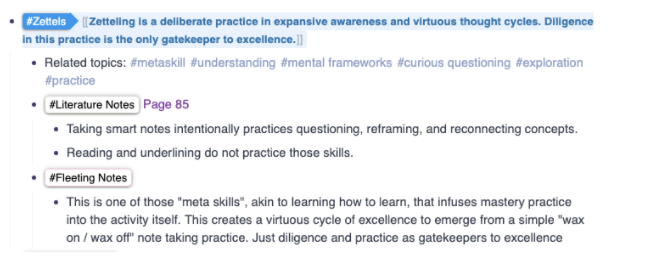 #Zettels [[Zetteling is a deliberate practice in expansive awareness and virtuous thought cycles. Diligence
in this practice is the only gatekeeper to excellence.]]
Related topics: #metaskill #understanding #mental frameworks #curious questioning #exploration
#practice
#Literature Notes Page 85
Taking smart notes intentionally practices questioning, reframing, and reconnecting concepts.
Reading and underlining do not practice those skills.
#Fleeting Notes
This is one of those "meta skills", akin to learning how to learn, that infuses mastery practice
into the activity itself. This creates a virtuous cycle of excellence to emerge from a simple "wax
on / wax off" note taking practice. Just diligence and practice as gatekeepers to excellence